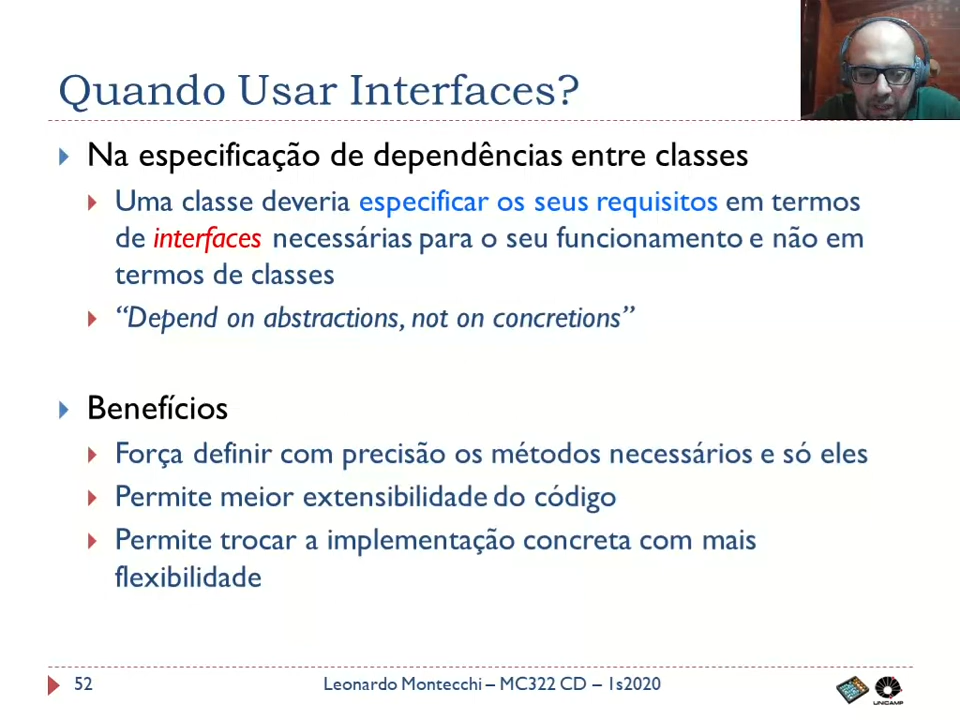 Quando Usar Interfaces?
Na especificação de dependências entre classes
Uma classe deveria especificar os seus requisitos em termos
de interfaces necessárias para o seu funcionamento e não em
termos de classes
“Depend on abstractions, not on concretions”
Benefícios
Força definir com precisão os métodos necessários e só eles
Permite meior extensibilidade do código
Permite trocar a implementação concreta com mais
flexibilidade
52
Leonardo Montecchi – MC322 CD – 1s2020
UNICAMP